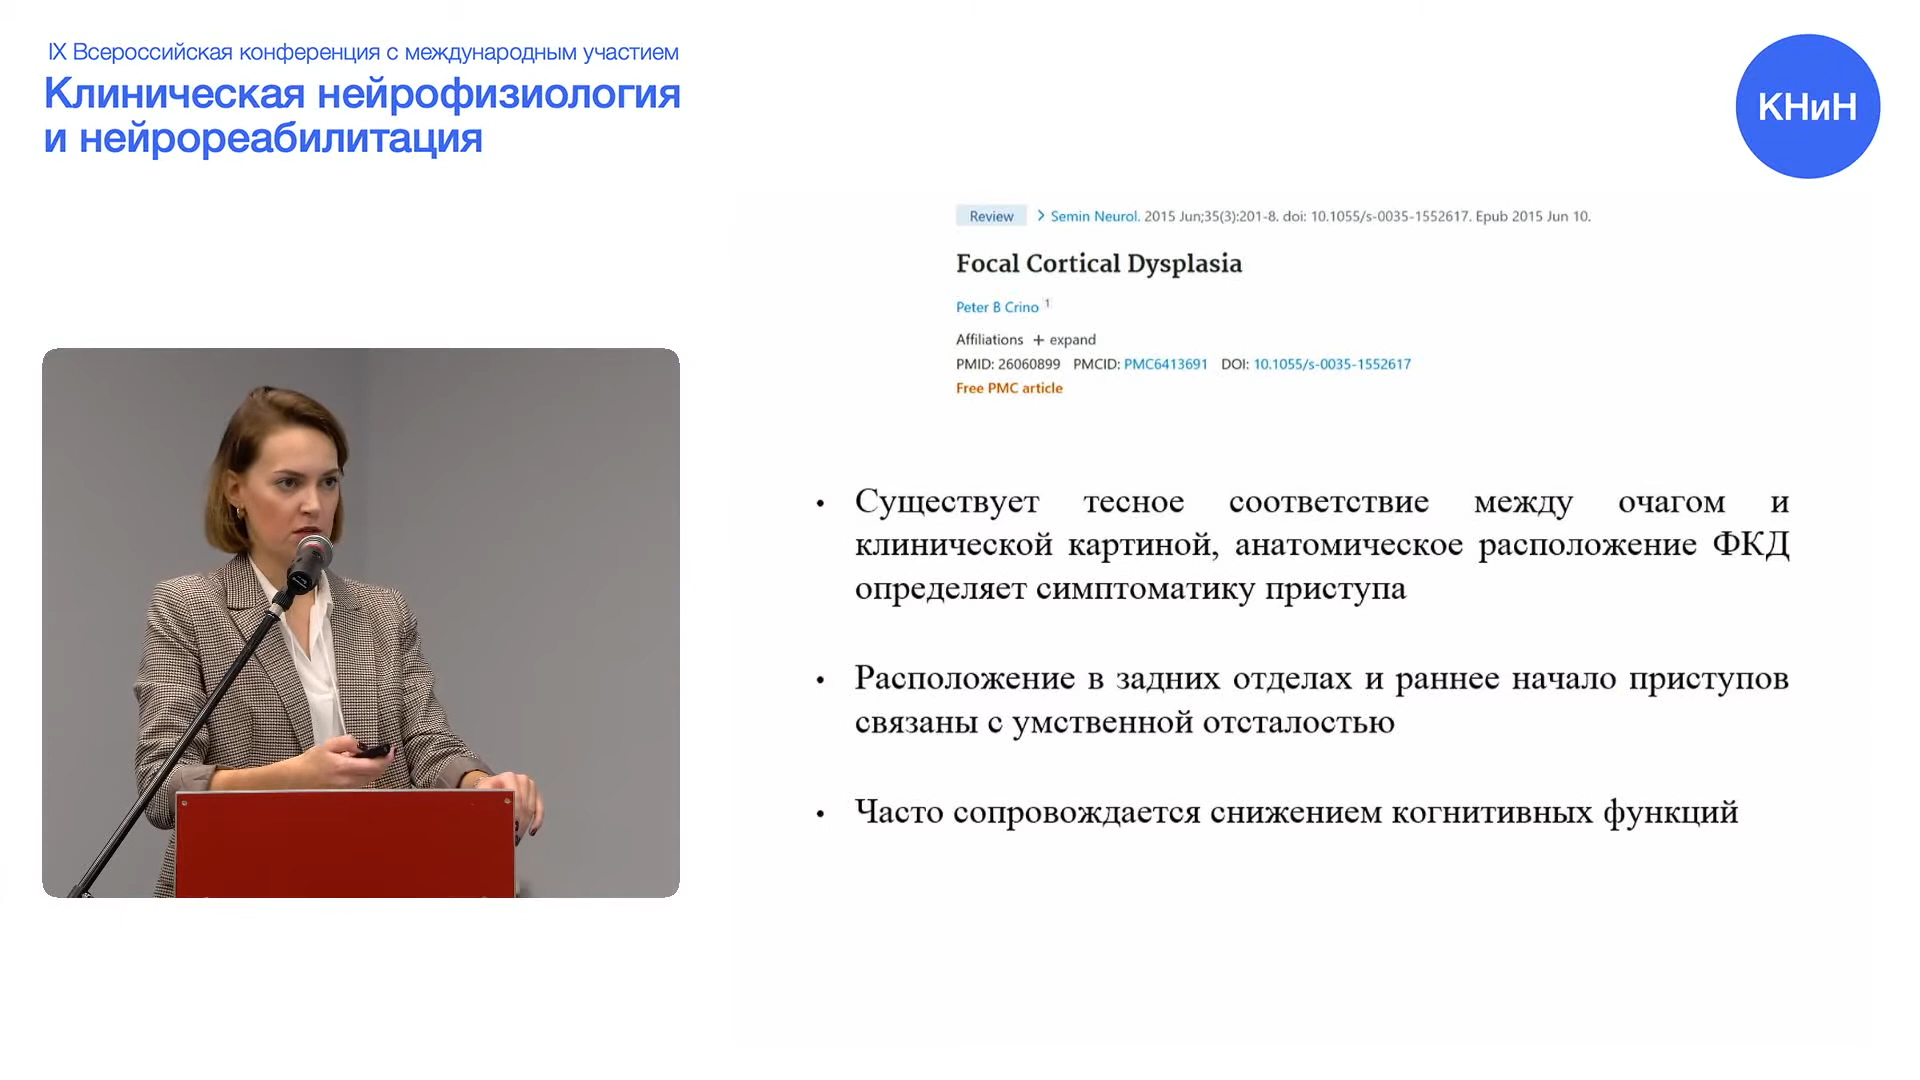 IX Всероссийская конференция с международным участием
Клиническая нейрофизиология
и нейрореабилитация
КНиН
Review > Semin Neurol. 2015 Jun;35(3):201-8. doi: 10.1055/s-0035-1552617. Epub 2015 Jun 10.
Focal Cortical Dysplasia
Peter B Crino 1
Affiliations + expand
PMID: 26060899 PMCID: PMC6413691 DOI: 10.1055/s-0035-1552617
Free PMC article
• Существует тесное соответствие между очагом и
клинической картиной, анатомическое расположение ФКД
определяет симптоматику приступа
• Расположение в задних отделах и раннее начало приступов
связаны с умственной отсталостью
• Часто сопровождается снижением когнитивных функций